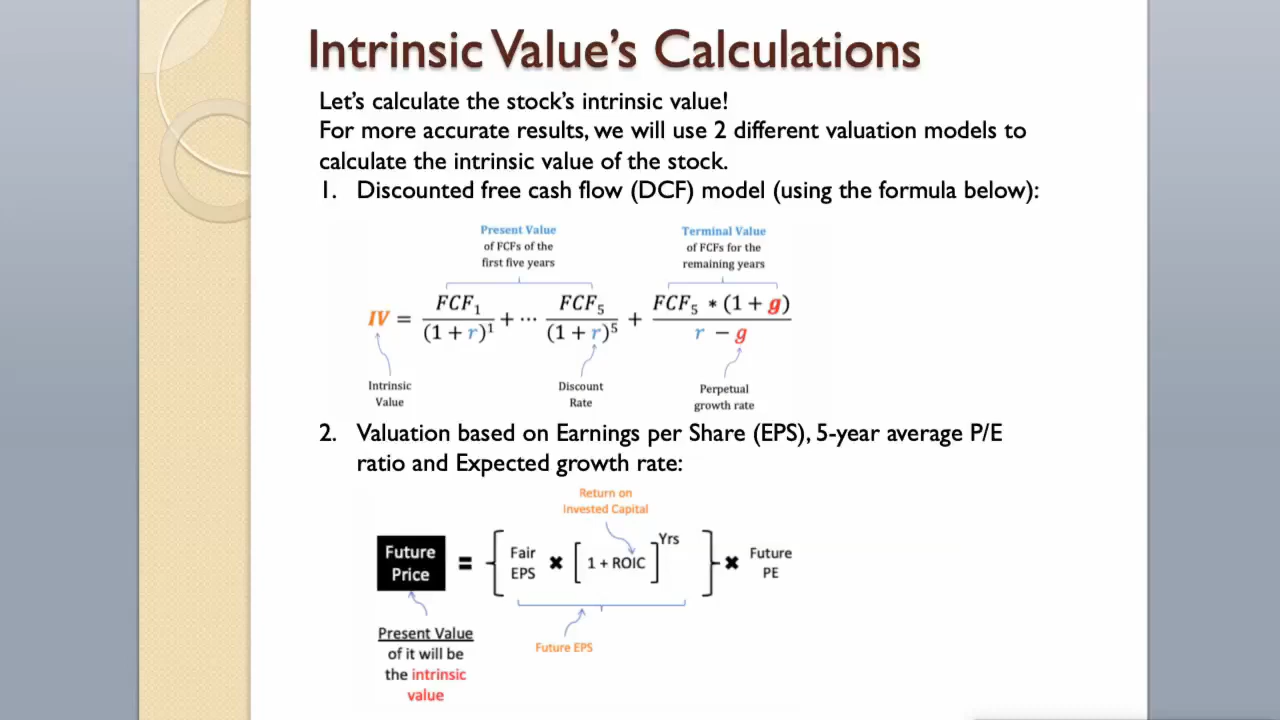 Intrinsic Value's Calculations
Let's calculate the stock's intrinsic value!
For more accurate results, we will use 2 different valuation models to
calculate the intrinsic value of the stock.
1. Discounted free cash flow (DCF) model (using the formula below):
Present Value
of FCFs of the
first five years
Terminal Value
of FCFs for the
remaining years
IV = FCF₁ / (1 + r)¹ + ··· FCF₅ / (1 + r)⁵ + FCF₅ * (1 + g) / r − g
Intrinsic
Value
Discount
Rate
Perpetual
growth rate
2. Valuation based on Earnings per Share (EPS), 5-year average P/E
ratio and Expected growth rate:
Return on
Invested Capital
Future
Price
=
{ Fair
EPS
× [ 1 + ROIC ] Yrs } ×
Future
PE
Future EPS
Present Value
of it will be
the intrinsic
value